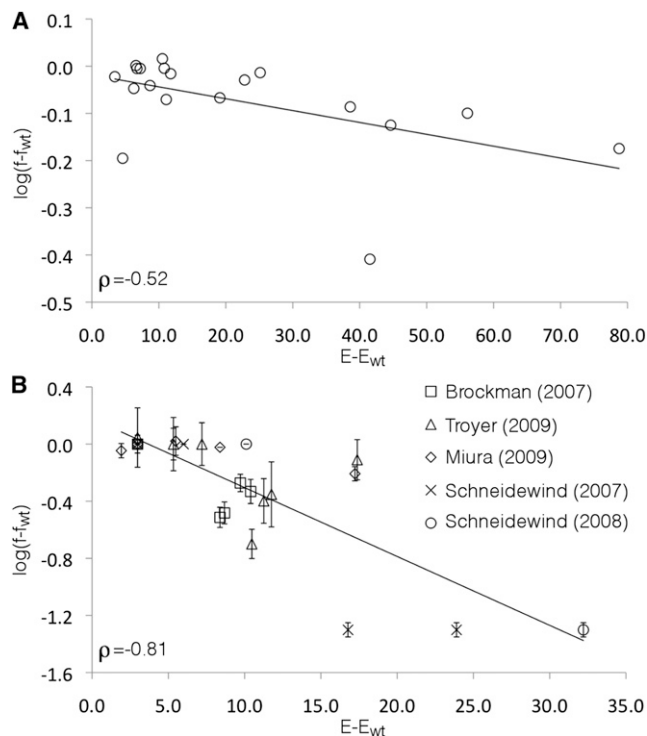 A
0.1
0.0
-0.1
-0.2
-0.3
-0.4
-0.5
log(f-fwt)
ρ=-0.52
0.0 10.0 20.0 30.0 40.0 50.0 60.0 70.0 80.0
E-Ewt
B
0.4
0.0
-0.4
-0.8
-1.2
-1.6
log(f-fwt)
Brockman (2007)
Troyer (2009)
Miura (2009)
Schneidewind (2007)
Schneidewind (2008)
ρ=-0.81
0.0 5.0 10.0 15.0 20.0 25.0 30.0 35.0
E-Ewt